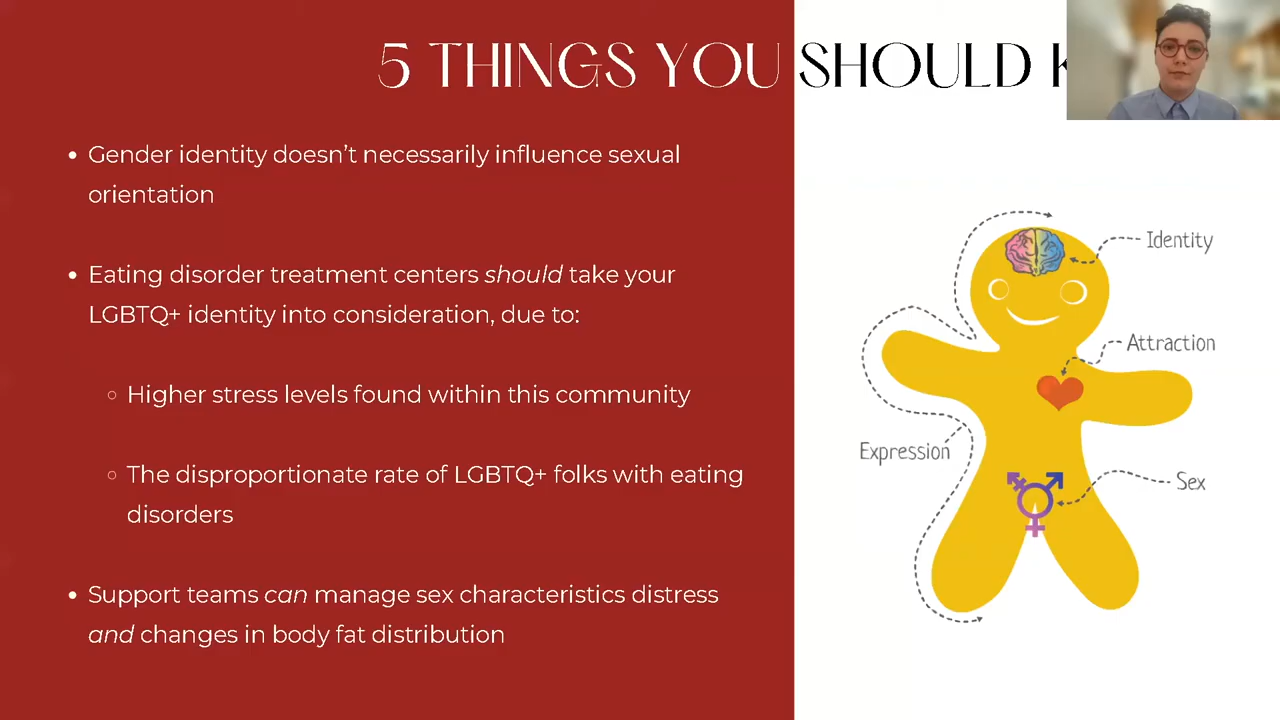 5 THINGS YOU SHOULD K
Gender identity doesn't necessarily influence sexual
orientation
Eating disorder treatment centers should take your
LGBTQ+ identity into consideration, due to:
Higher stress levels found within this community
The disproportionate rate of LGBTQ+ folks with eating
disorders
Support teams can manage sex characteristics distress
and changes in body fat distribution
Identity
Attraction
Expression
Sex